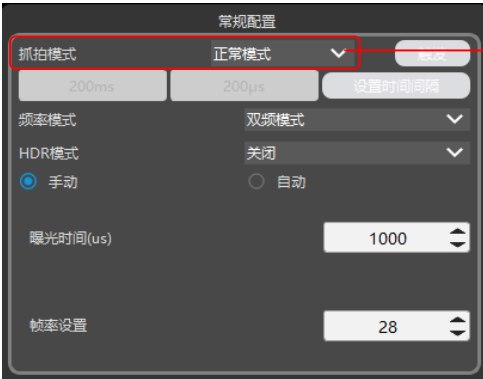 常规配置
抓拍模式 正常模式 触发
200ms 200μs 设置时间间隔
频率模式 双频模式
HDR模式 关闭
手动 自动
曝光时间(us) 1000
帧率设置 28